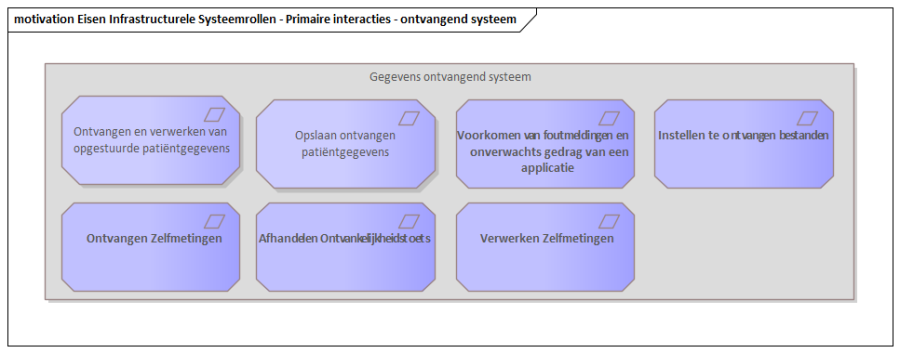 motivation Eisen Infrastructurele Systeemrollen - Primaire interacties - ontvangend systeem
Gegevens ontvangend systeem
Ontvangen en verwerken van
opgestuurde patiëntgegevens
Opslaan ontvangen
patiëntgegevens
Voorkomen van foutmeldingen en
onverwachts gedrag van een
applicatie
Instellen te ontvangen bestanden
Ontvangen Zelfmetingen
Afhandelen Ontvankelijkheidstoets
Verwerken Zelfmetingen